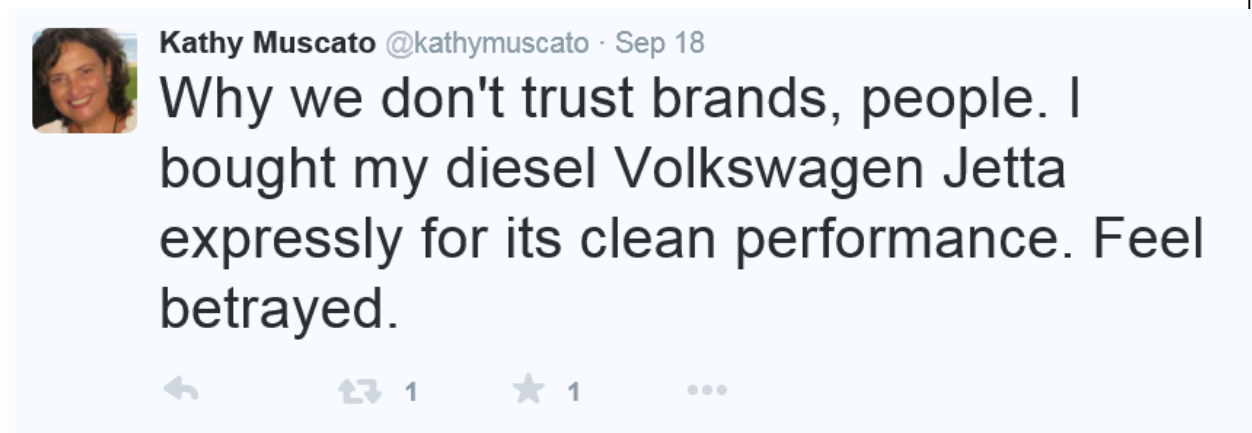 Kathy Muscato @kathymuscato · Sep 18
Why we don't trust brands, people. I
bought my diesel Volkswagen Jetta
expressly for its clean performance. Feel
betrayed.
1 1